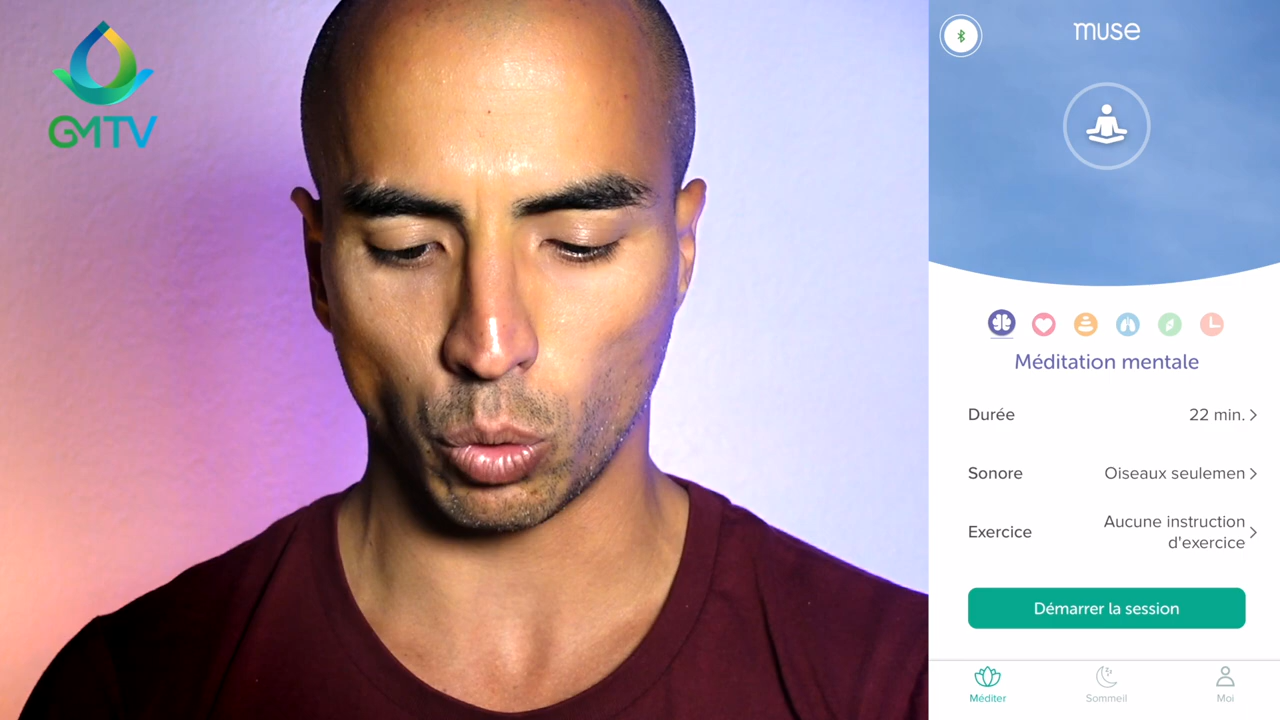 GMTV
muse
Méditation mentale
Durée 22 min.
Sonore Oiseaux seulemen
Exercice Aucune instruction
d'exercice
Démarrer la session
Méditer Sommeil Moi